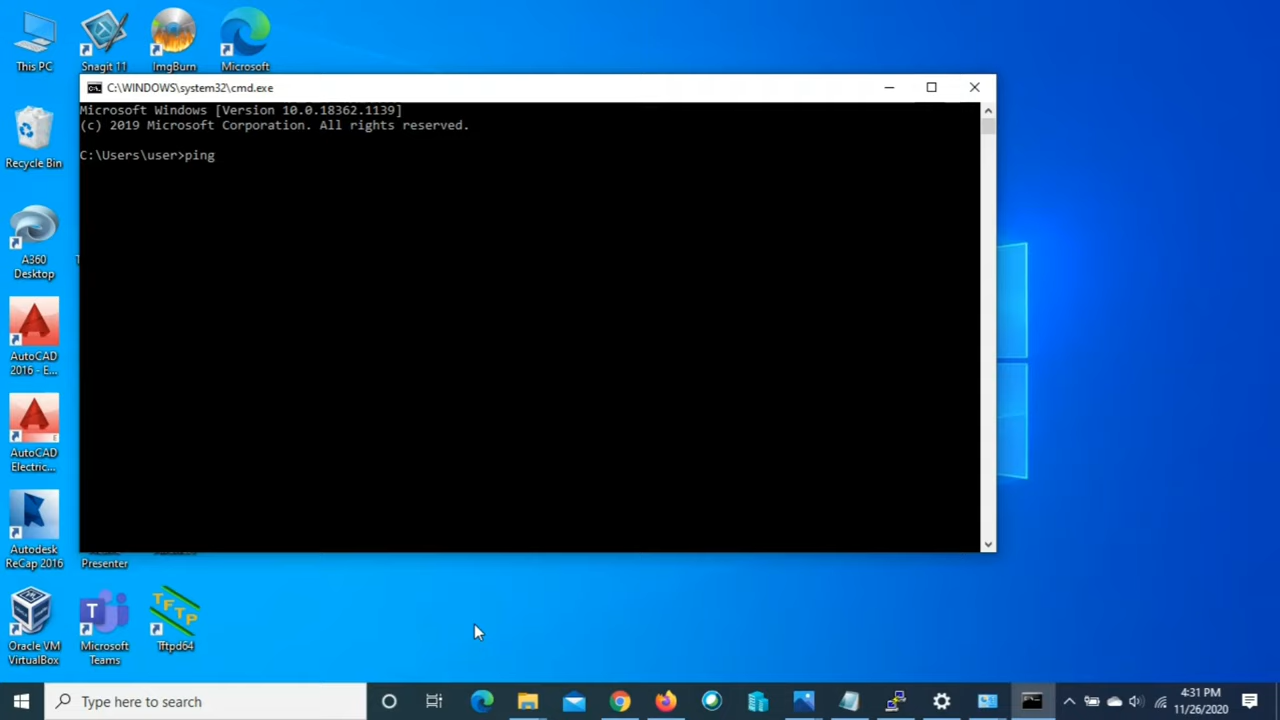 This PC
Snagit 11
ImgBurn
Microsoft
C:\WINDOWS\system32\cmd.exe
Microsoft Windows [Version 10.0.18362.1139]
(c) 2019 Microsoft Corporation. All rights reserved.
C:\Users\user>ping
Recycle Bin
A360
Desktop
AutoCAD
2016 - E...
AutoCAD
Electric...
Autodesk
ReCap 2016
Presenter
Oracle VM
VirtualBox
Microsoft
Teams
TFTP
Tftpd64
Type here to search
4:31 PM
11/26/2020